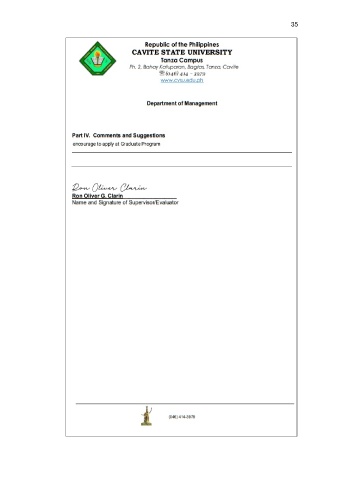 35
Republic of the Philippines
CAVITE STATE UNIVERSITY
Tanza Campus
Ph. 2, Bahay Katuparan, Bagtas, Tanza, Cavite
☏(046) 414 – 3979
www.cvsu.edu.ph
Department of Management
Part IV. Comments and Suggestions
encourage to apply at Graduate Program
Ron Oliver Clarin
Ron Oliver G. Clarin
Name and Signature of Supervisor/Evaluator
(046) 414-3979